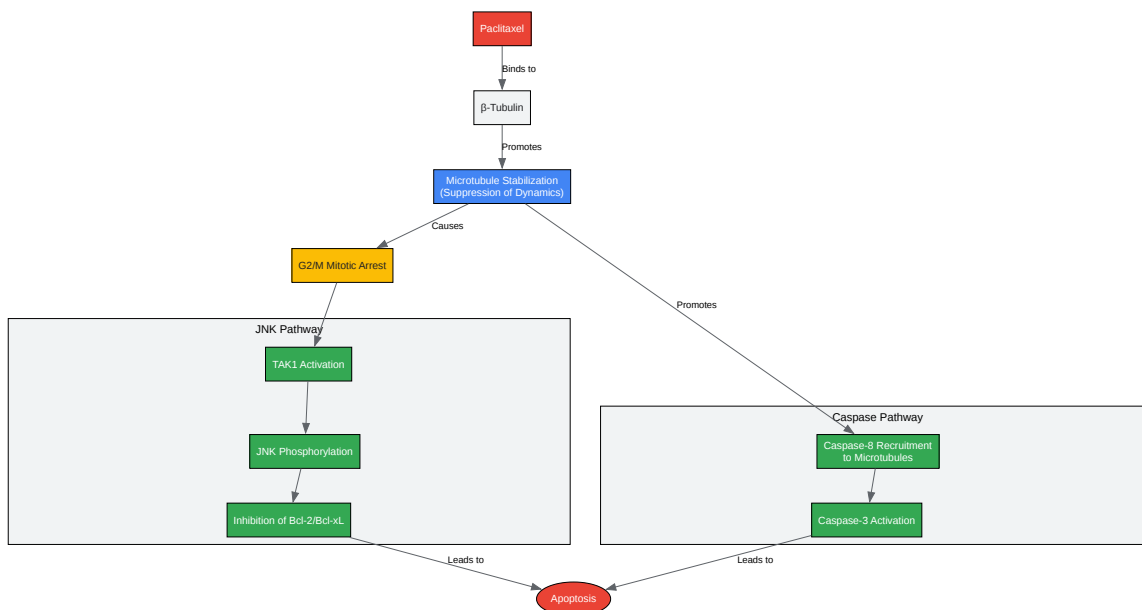 Paclitaxel
Binds to
β-Tubulin
Promotes
Microtubule Stabilization
(Suppression of Dynamics)
Causes
G2/M Mitotic Arrest
Promotes
JNK Pathway
TAK1 Activation
JNK Phosphorylation
Inhibition of Bcl-2/Bcl-xL
Leads to
Caspase Pathway
Caspase-8 Recruitment
to Microtubules
Caspase-3 Activation
Leads to
Apoptosis